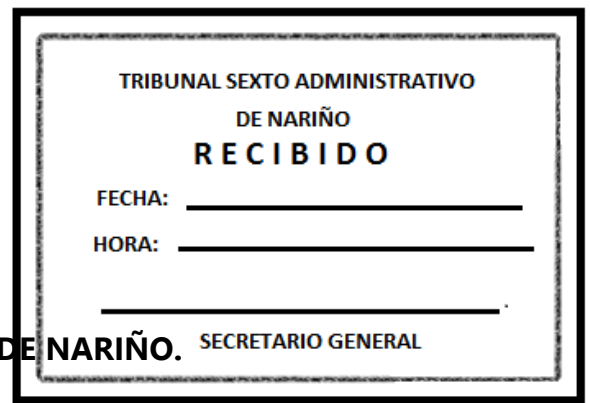 TRIBUNAL SEXTO ADMINISTRATIVO
DE NARIÑO
RECIBIDO
FECHA:
HORA:
.
SECRETARIO GENERAL
DE NARIÑO.